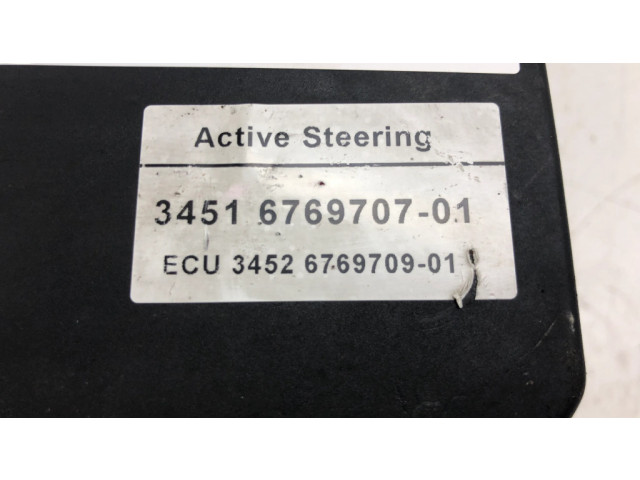 Active Steering
3451 6769707-01
ECU 3452 6769709-01